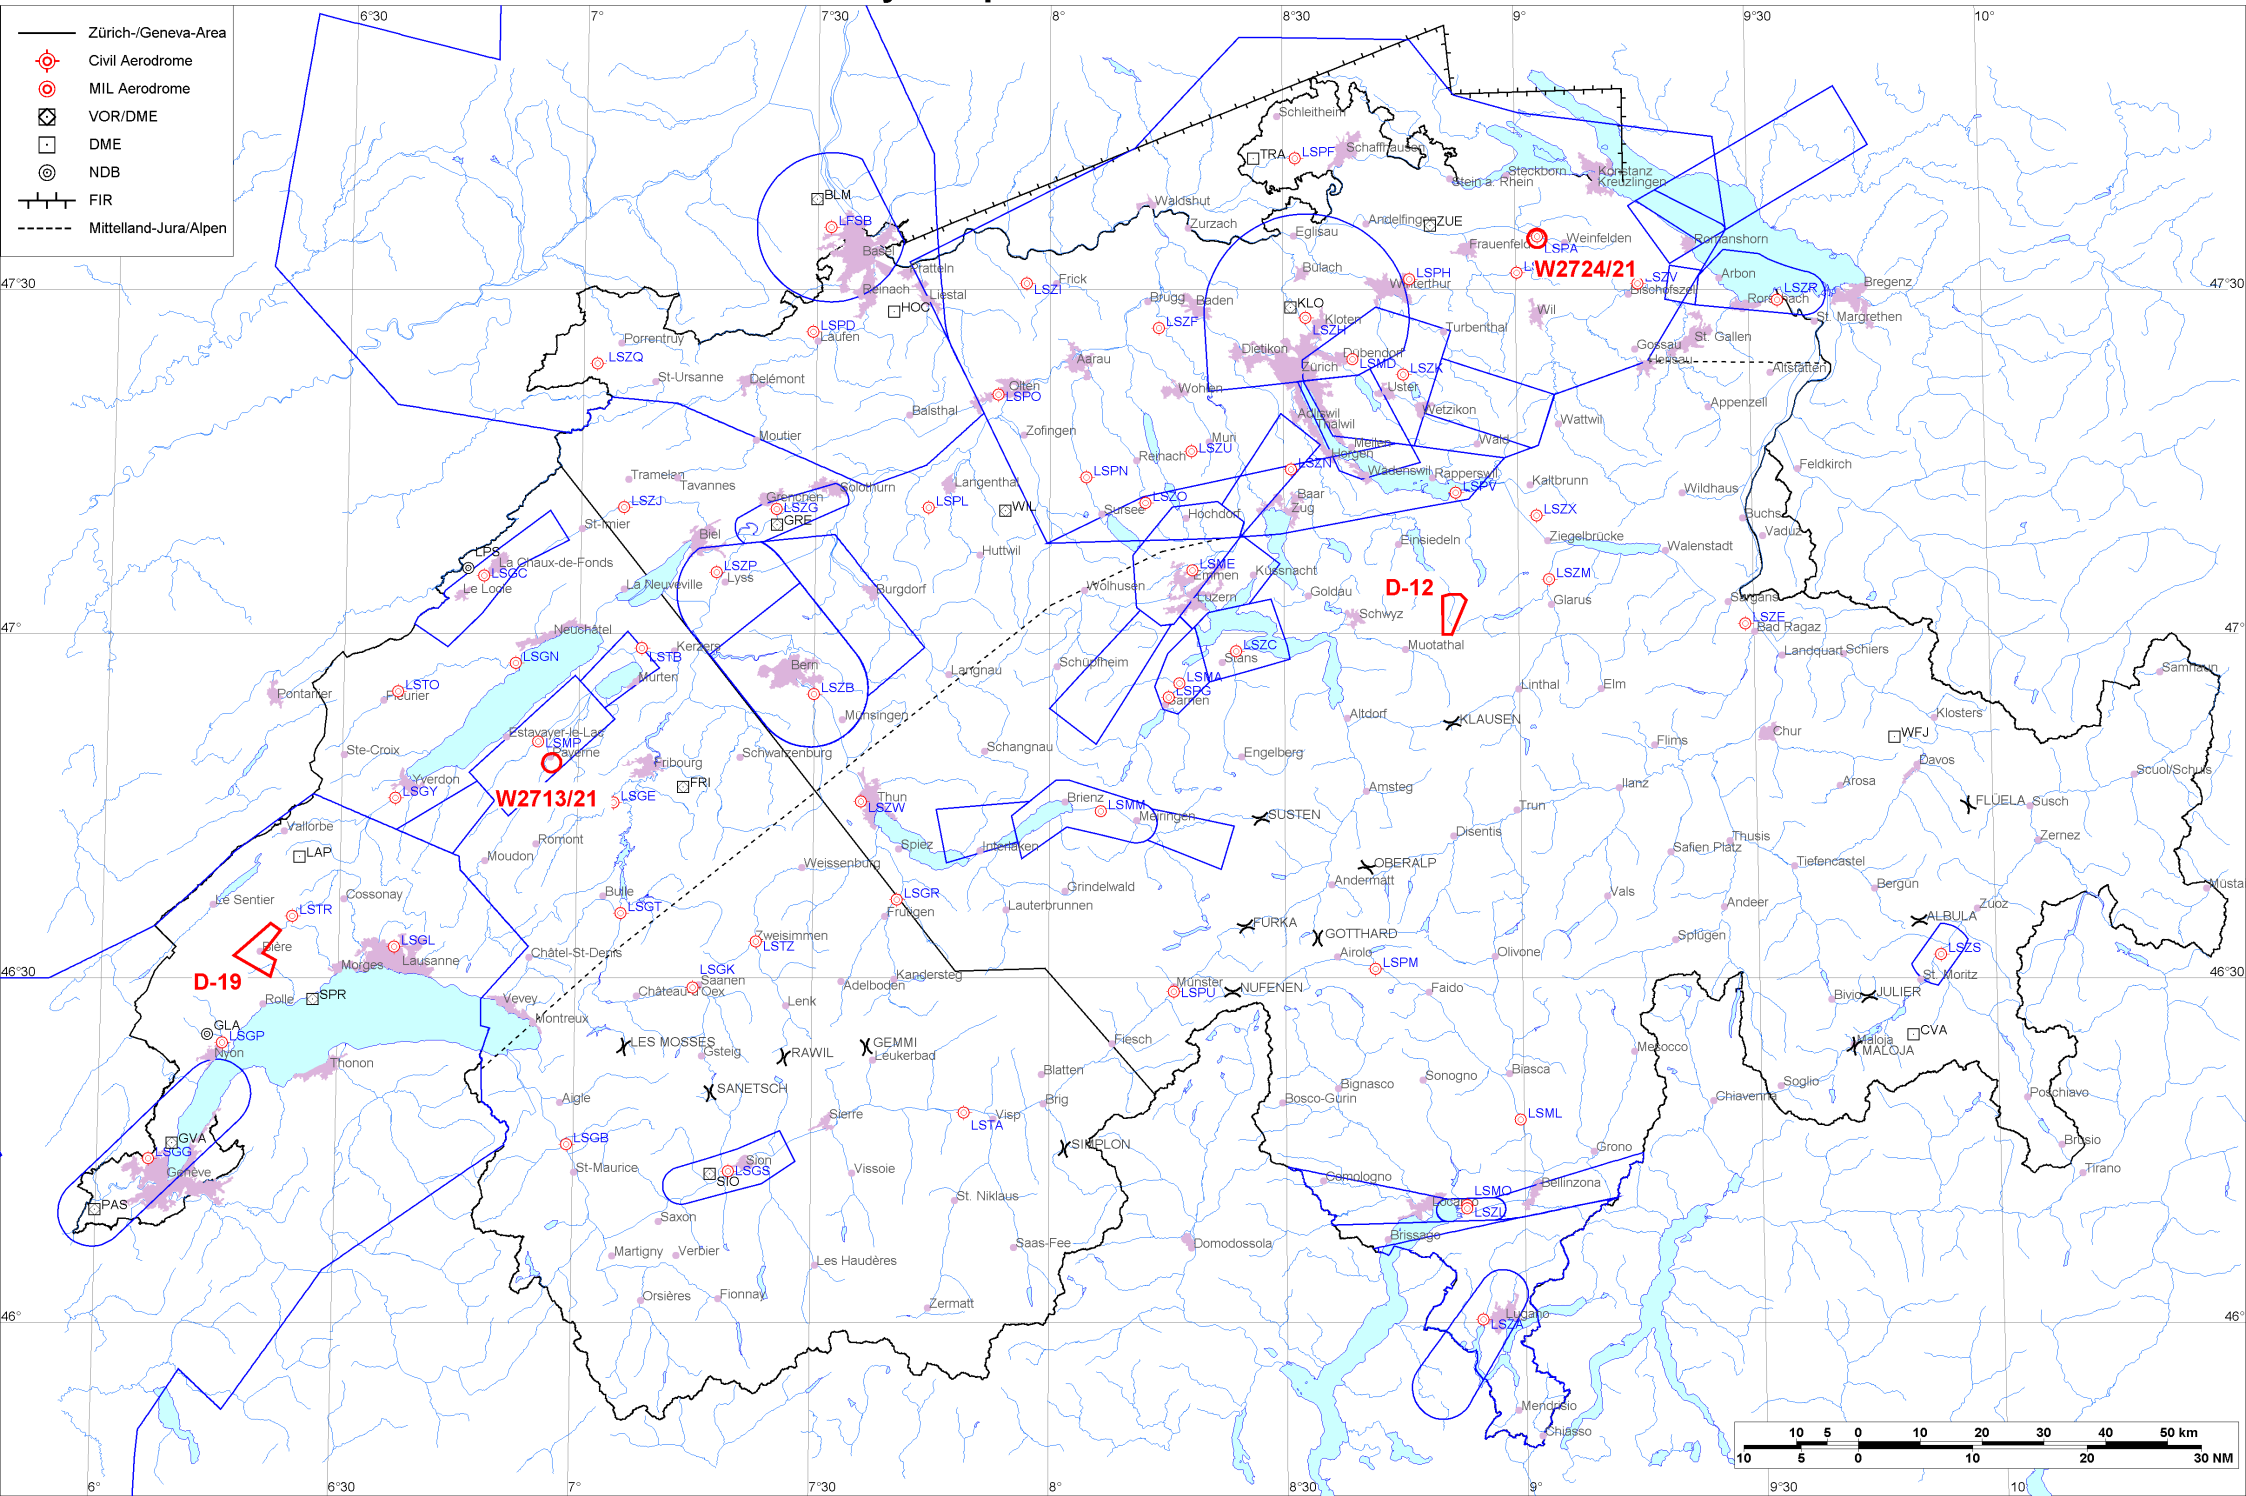 6°30
7°
7°30
8°
8°30
9°
9°30
10°
Zürich-/Geneva-Area
Civil Aerodrome
MIL Aerodrome
VOR/DME
DME
NDB
FIR
Mittelland-Jura/Alpen
Schleitheim
TRA
LSPF
Schaffhausen
Steckborn
Stein a. Rhein
Konstanz
Kreuzlingen
BLM
LFSB
Basel
Waldshut
Zurzach
Eglisau
Andelfingen
ZUE
Frauenfeld
LSPA
Weinfelden
Romanshorn
W2724/21
47°30
47°30
Pratteln
Reinach
Liestal
HOC
Frick
LSZI
Bülach
LSPH
Winterthur
LSZV
Bischofszell
Arbon
LSZR
Rorschach
Bregenz
St. Margrethen
Brugg
Baden
KLO
Kloten
LSZH
LSZF
Turbenthal
Wil
St. Gallen
Gossau
Herisau
Altstätten
LSPD
Laufen
Porrentruy
LSZQ
St-Ursanne
Delémont
Aarau
Olten
LSPO
Balsthal
Dietikon
Zürich
Dübendorf
LSMD
LSZK
Uster
Wetzikon
Wohlen
Adliswil
Thalwil
Appenzell
Wattwil
Moutier
Zofingen
Muri
LSZU
Reinach
Meilen
Horgen
Wald
LSZN
Wädenswil
Rapperswil
LSPV
Feldkirch
Kaltbrunn
Wildhaus
Tramelan
Tavannes
LSPN
Langenthal
Solothurn
Grenchen
LSZG
GRE
LSZJ
LSPL
WIL
LSZO
Sursee
Hochdorf
Baar
Zug
LSZX
Buchs
Vaduz
St-Imier
Biel
Huttwil
Einsiedeln
Ziegelbrücke
Walenstadt
LPS
La Chaux-de-Fonds
LSGC
Le Locle
LSZP
Lyss
La Neuveville
Burgdorf
Wolhusen
LSME
Emmen
Küssnacht
Luzern
Goldau
D-12
LSZM
Glarus
Sargans
Schwyz
LSZE
Bad Ragaz
47°
47°
Neuchâtel
LSGN
LSTB
Kerzers
Murten
Bern
LSZB
Langnau
Schüpfheim
LSZC
Stans
Muotathal
Landquart
Schiers
Samnaun
LSTO
Fleurier
Pontarlier
LSMA
LSPG
Sarnen
Linthal
Elm
Münsingen
Altdorf
KLAUSEN
Klosters
Estavayer-le-Lac
LSMP
Payerne
Ste-Croix
Schwarzenburg
Schangnau
Engelberg
Flims
Chur
WFJ
Davos
Fribourg
FRI
Yverdon
LSGY
W2713/21
LSGE
Thun
LSZW
Brienz
LSMM
Meiringen
SUSTEN
Amsteg
Trun
Ilanz
Arosa
Scuol/Schuls
FLÜELA
Susch
Vallorbe
LAP
Romont
Moudon
Spiez
Interlaken
Disentis
Thusis
Safien Platz
Zernez
Weissenburg
OBERALP
Andermatt
Tiefencastel
Bergün
Le Sentier
Cossonay
Bulle
LSGT
LSGR
Frutigen
Grindelwald
Lauterbrunnen
Vals
Andeer
Müsta
LSTR
Bière
D-19
LSGL
Lausanne
Morges
Châtel-St-Denis
Zweisimmen
LSTZ
FURKA
GOTTHARD
Airolo
Olivone
Splügen
ALBULA
Zuoz
LSZS
St. Moritz
46°30
46°30
SPR
Rolle
LSGK
Saanen
Château-d'Oex
Adelboden
Kandersteg
Münster
LSPU
NUFENEN
LSPM
Faido
Bivio
JULIER
Vevey
Montreux
Lenk
GLA
LSGP
Nyon
Thonon
LES MOSSES
Gsteig
RAWIL
GEMMI
Leukerbad
Fiesch
Mesocco
Maloja
MALOJA
CVA
SANETSCH
Blatten
Brig
Bignasco
Sonogno
Biasca
Bosco-Gurin
Soglio
Chiavenna
Poschiavo
Aigle
Sierre
LSTA
Visp
LSML
GVA
LSGG
Genève
LSGB
St-Maurice
Sion
LSGS
SIO
SIMPLON
Grono
Brusio
Tirano
Vissoie
Comologno
Bellinzona
PAS
St. Niklaus
LSMO
Locarno
LSZL
Saxon
Martigny
Verbier
Les Haudères
Saas-Fee
Domodossola
Brissago
Orsières
Fionnay
Zermatt
46°
46°
Lugano
LSZA
Mendrisio
Chiasso
10 5 0 10 20 30 40 50 km
10 5 0 10 20 30 NM
6°
6°30
7°
7°30
8°
8°30
9°
9°30
10°